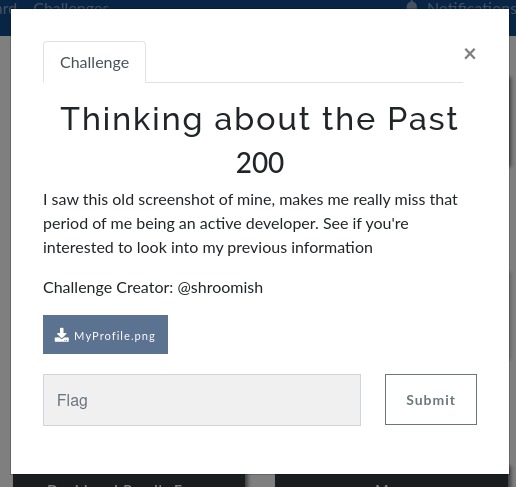 Challenges
Notifications
Challenge
×
Thinking about the Past
200
I saw this old screenshot of mine, makes me really miss that
period of me being an active developer. See if you're
interested to look into my previous information
Challenge Creator: @shroomish
MyProfile.png
Flag
Submit